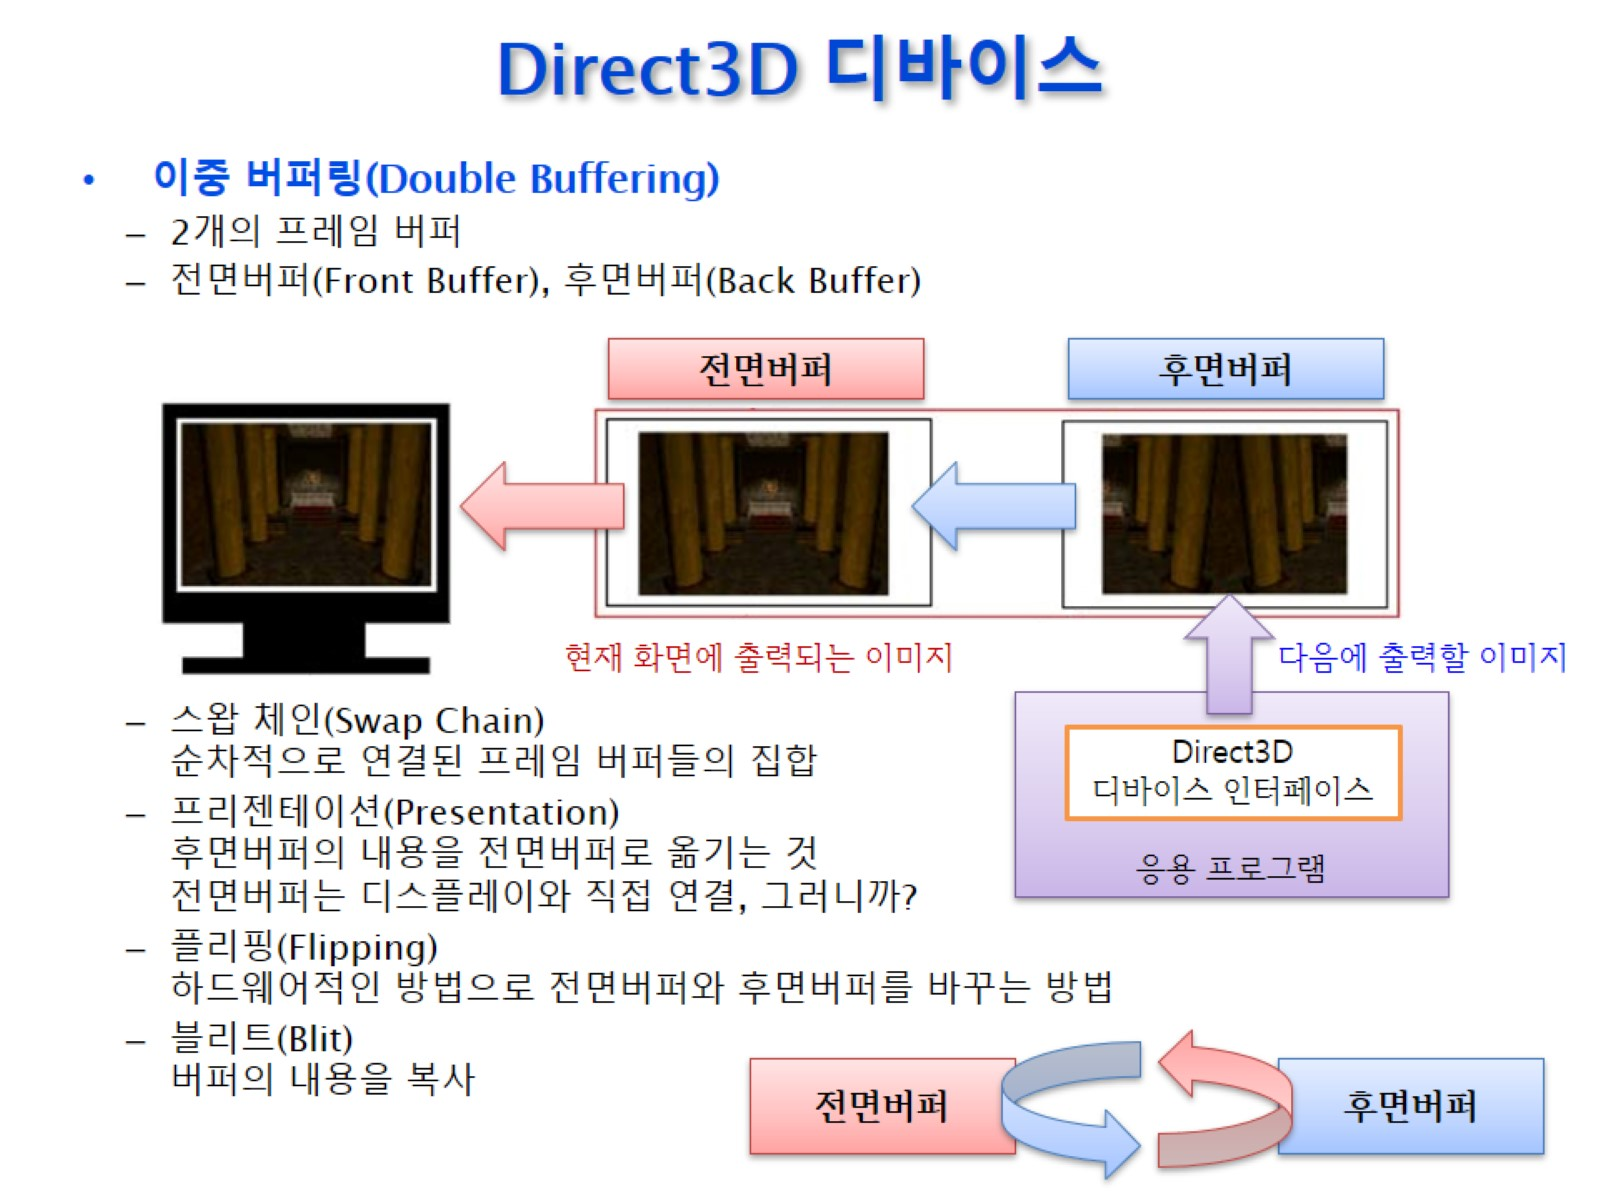 Direct3D 디바이스
• 이중 버퍼링(Double Buffering)
– 2개의 프레임 버퍼
– 전면버퍼(Front Buffer), 후면버퍼(Back Buffer)
전면버퍼
후면버퍼
현재 화면에 출력되는 이미지
다음에 출력할 이미지
Direct3D
디바이스 인터페이스
응용 프로그램
– 스왑 체인(Swap Chain)
순차적으로 연결된 프레임 버퍼들의 집합
– 프리젠테이션(Presentation)
후면버퍼의 내용을 전면버퍼로 옮기는 것
전면버퍼는 디스플레이와 직접 연결, 그러니까?
– 플리핑(Flipping)
하드웨어적인 방법으로 전면버퍼와 후면버퍼를 바꾸는 방법
– 블리트(Blit)
버퍼의 내용을 복사
전면버퍼
후면버퍼